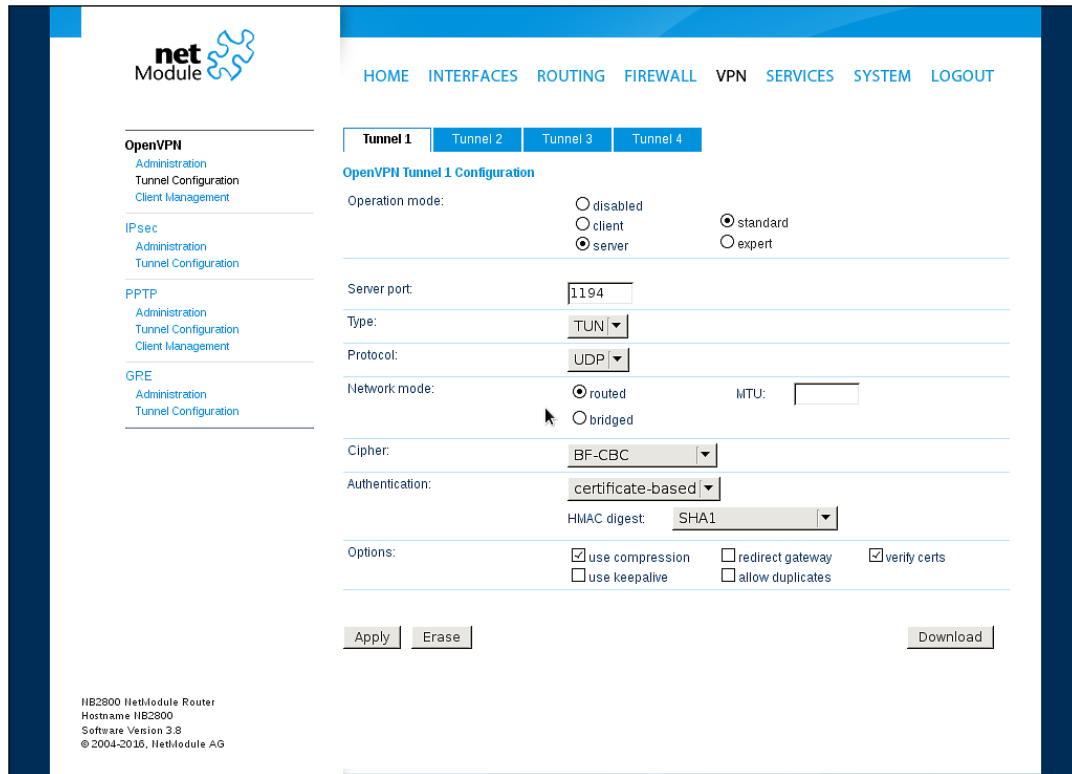 net
Module
HOME INTERFACES ROUTING FIREWALL VPN SERVICES SYSTEM LOGOUT
OpenVPN
Administration
Tunnel Configuration
Client Management
IPsec
Administration
Tunnel Configuration
PPTP
Administration
Tunnel Configuration
Client Management
GRE
Administration
Tunnel Configuration
Tunnel 1 Tunnel 2 Tunnel 3 Tunnel 4
OpenVPN Tunnel 1 Configuration
Operation mode:
disabled
client
server
standard
expert
Server port: 1194
Type: TUN
Protocol: UDP
Network mode: routed MTU:
bridged
Cipher: BF-CBC
Authentication: certificate-based
HMAC digest: SHA1
Options: use compression redirect gateway verify certs
use keepalive allow duplicates
Apply Erase Download
NB2800 NetModule Router
Hostname NB2800
Software Version 3.8
© 2004-2016, NetModule AG